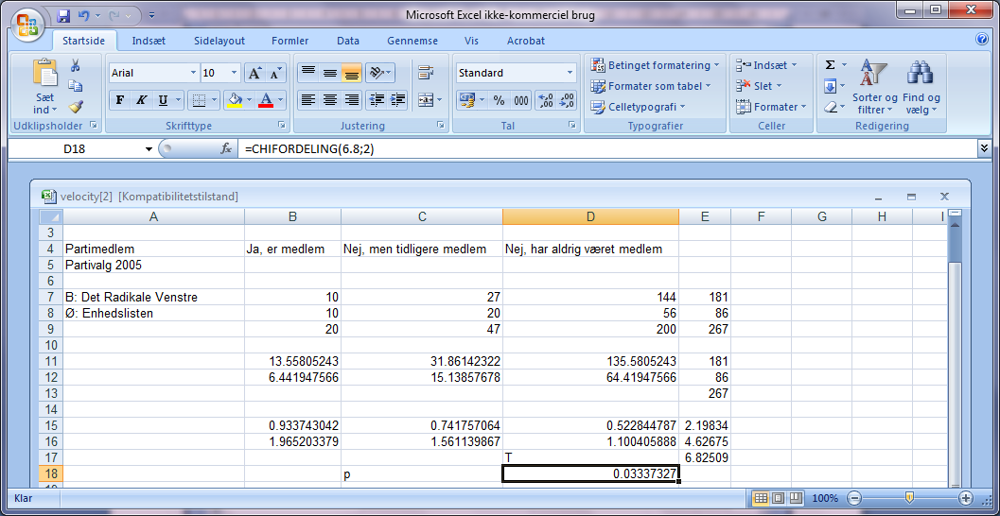 Microsoft Excel ikke-kommerciel brug
Startside Indsæt Sidelayout Formler Data Gennemse Vis Acrobat
Sæt ind
Udklipsholder
Arial 10
F K U
A A
A
Skrifttype
Justering
Standard
% 000
,00 ,0
Tal
Betinget formatering
Formater som tabel
Celletypografi
Typografier
Indsæt
Slet
Formater
Celler
Σ
Sorter og filtrer
Find og vælg
Redigering
D18 fx =CHIFORDELING(6.8;2)
velocity[2] [Kompatibilitetstilstand]
A B C D E F G H I
3
4 Partimedlem Ja, er medlem Nej, men tidligere medlem Nej, har aldrig været medlem
5 Partivalg 2005
6
7 B: Det Radikale Venstre 10 27 144 181
8 Ø: Enhedslisten 10 20 56 86
9 20 47 200 267
10
11 13.55805243 31.86142322 135.5805243 181
12 6.441947566 15.13857678 64.41947566 86
13 267
14
15 0.933743042 0.741757064 0.522844787 2.19834
16 1.965203379 1.561139867 1.100405888 4.62675
17 T 6.82509
18 p 0.03337327
Klar 100%